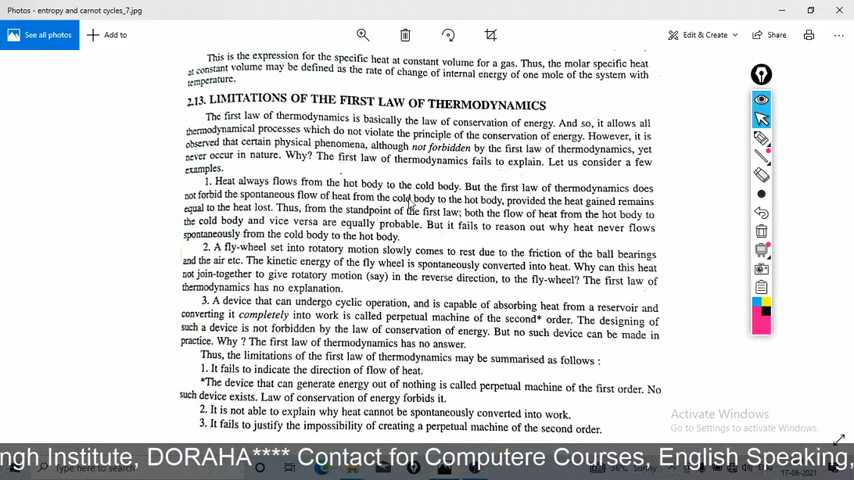 Photos - entropy and carnot cycles_7.jpg
See all photos
Add to
Edit & Create
Share
This is the expression for the specific heat at constant volume for a gas. Thus, the molar specific heat
at constant volume may be defined as the rate of change of internal energy of one mole of the system with
temperature.
2.13. LIMITATIONS OF THE FIRST LAW OF THERMODYNAMICS
The first law of thermodynamics is basically the law of conservation of energy. And so, it allows all
thermodynamical processes which do not violate the principle of the conservation of energy. However, it is
observed that certain physical phenomena, although not forbidden by the first law of thermodynamics, yet
never occur in nature. Why? The first law of thermodynamics fails to explain. Let us consider a few
examples.
1. Heat always flows from the hot body to the cold body. But the first law of thermodynamics does
not forbid the spontaneous flow of heat from the cold body to the hot body, provided the heat gained remains
equal to the heat lost. Thus, from the standpoint of the first law; both the flow of heat from the hot body to
the cold body and vice versa are equally probable. But it fails to reason out why heat never flows
spontaneously from the cold body to the hot body.
2. A fly-wheel set into rotatory motion slowly comes to rest due to the friction of the ball bearings
and the air etc. The kinetic energy of the fly wheel is spontaneously converted into heat. Why can this heat
not join-together to give rotatory motion (say) in the reverse direction, to the fly-wheel? The first law of
thermodynamics has no explanation.
3. A device that can undergo cyclic operation, and is capable of absorbing heat from a reservoir and
converting it completely into work is called perpetual machine of the second* order. The designing of
such a device is not forbidden by the law of conservation of energy. But no such device can be made in
practice. Why ? The first law of thermodynamics has no answer.
Thus, the limitations of the first law of thermodynamics may be summarised as follows :
1. It fails to indicate the direction of flow of heat.
*The device that can generate energy out of nothing is called perpetual machine of the first order. No
such device exists. Law of conservation of energy forbids it.
2. It is not able to explain why heat cannot be spontaneously converted into work.
3. It fails to justify the impossibility of creating a perpetual machine of the second order.
Activate Windows
Go to Settings to activate Windows.
ngh Institute, DORAHA**** Contact for Computere Courses, English Speaking,
Type here to search
36°C Sunny
ENG
17-06-2021